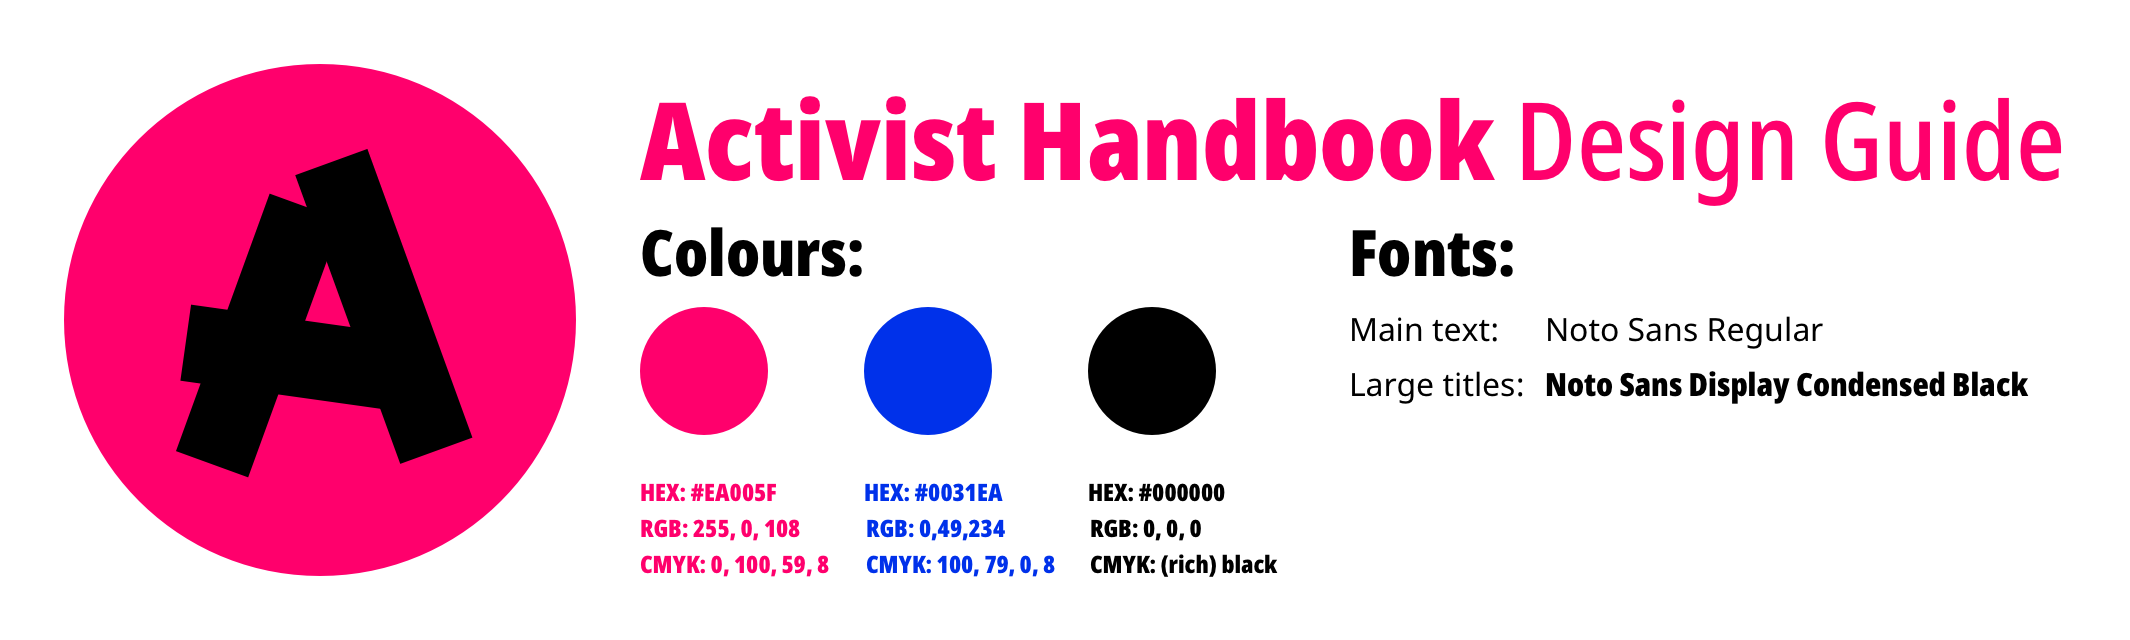 A
Activist Handbook Design Guide
Colours:
HEX: #EA005F
RGB: 255, 0, 108
CMYK: 0, 100, 59, 8
HEX: #0031EA
RGB: 0,49,234
CMYK: 100, 79, 0, 8
HEX: #000000
RGB: 0, 0, 0
CMYK: (rich) black
Fonts:
Main text: Noto Sans Regular
Large titles: Noto Sans Display Condensed Black